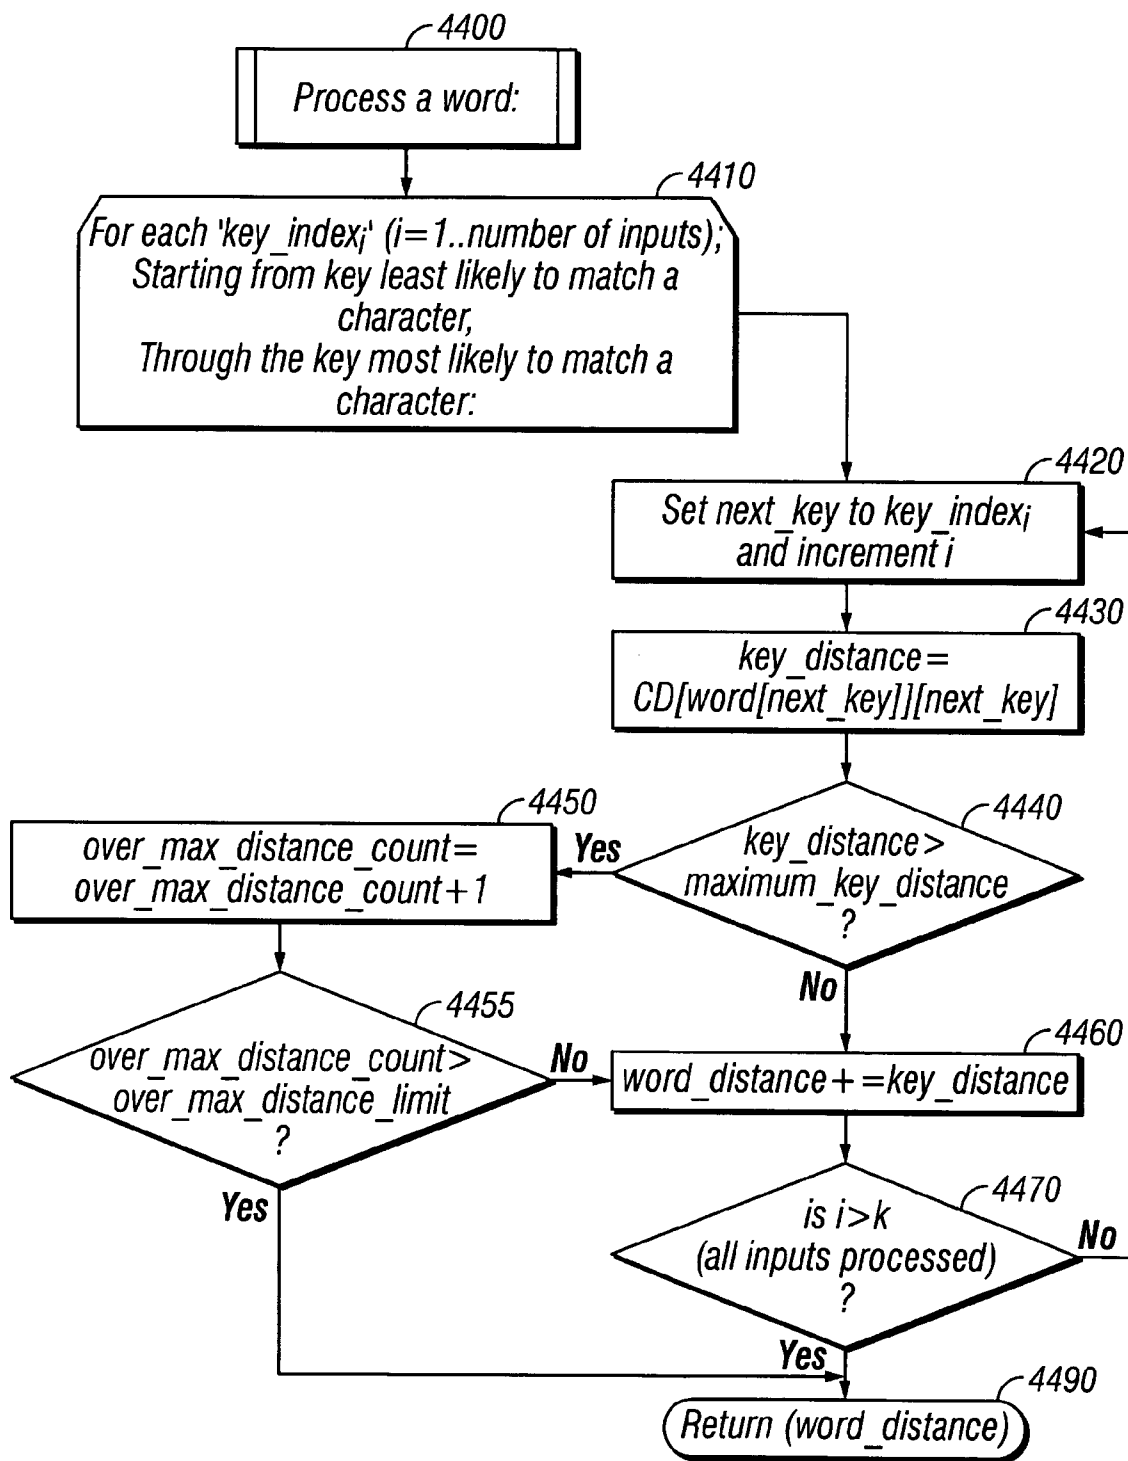 4400
Process a word:
4410
For each 'key_indexi' (i=1..number of inputs);
Starting from key least likely to match a
character,
Through the key most likely to match a
character:
4420
Set next_key to key_indexi
and increment i
4430
key_distance=
CD[word[next_key]][next_key]
4440
key_distance>
maximum_key_distance
?
Yes
No
4450
over_max_distance_count=
over_max_distance_count+1
4455
over_max_distance_count>
over_max_distance_limit
?
No
Yes
4460
word_distance+=key_distance
4470
is i>k
(all inputs processed)
?
No
Yes
4490
Return (word_distance)